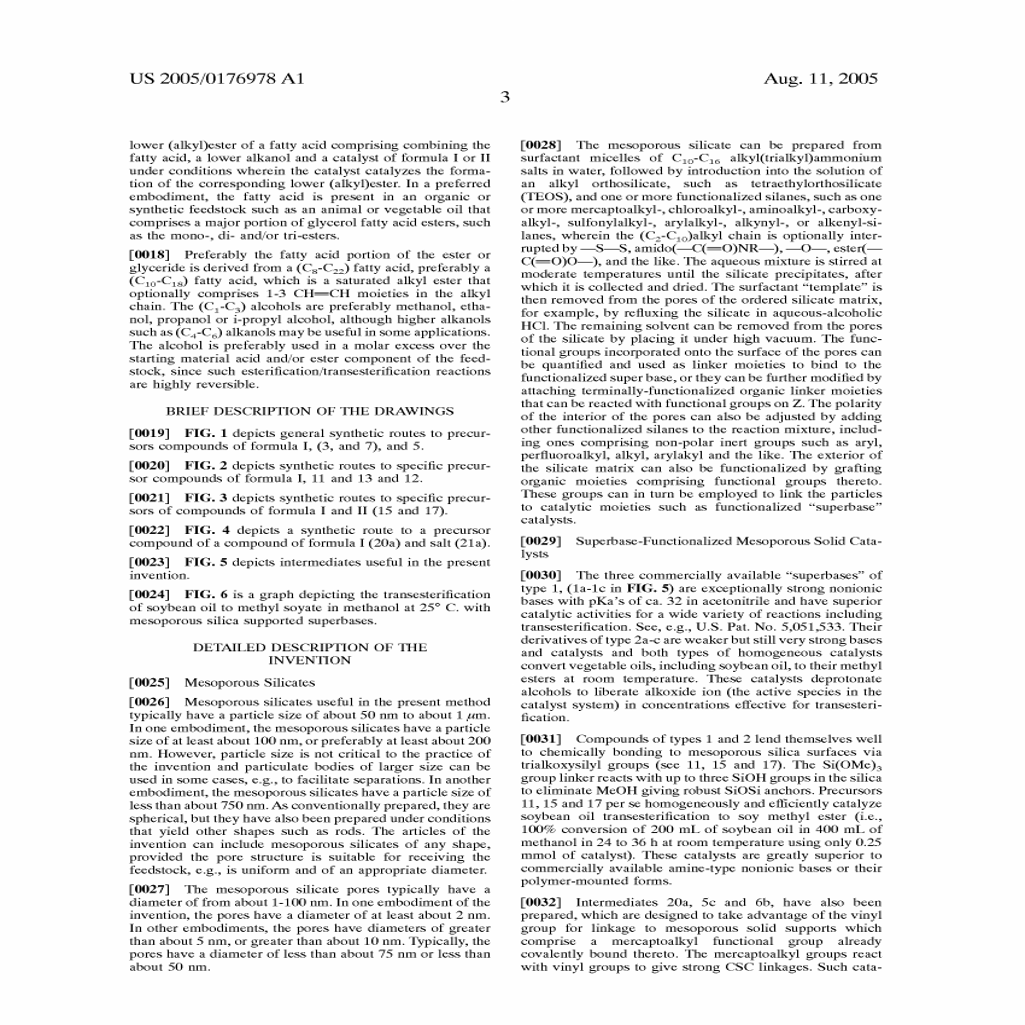 US 2005/0176978 A1
Aug. 11, 2005
3
lower (alkyl)ester of a fatty acid comprising combining the
fatty acid, a lower alkanol and a catalyst of formula I or II
under conditions wherein the catalyst catalyzes the forma-
tion of the corresponding lower (alkyl)ester. In a preferred
embodiment, the fatty acid is present in an organic or
synthetic feedstock such as an animal or vegetable oil that
comprises a major portion of glycerol fatty acid esters, such
as the mono-, di- and/or tri-esters.
[0018] Preferably the fatty acid portion of the ester or
glyceride is derived from a (C8-C22) fatty acid, preferably a
(C10-C18) fatty acid, which is a saturated alkyl ester that
optionally comprises 1-3 CH=CH moieties in the alkyl
chain. The (C1-C3) alcohols are preferably methanol, etha-
nol, propanol or i-propyl alcohol, although higher alkanols
such as (C4-C6) alkanols may be useful in some applications.
The alcohol is preferably used in a molar excess over the
starting material acid and/or ester component of the feed-
stock, since such esterification/transesterification reactions
are highly reversible.
BRIEF DESCRIPTION OF THE DRAWINGS
[0019] FIG. 1 depicts general synthetic routes to precur-
sors compounds of formula I, (3, and 7), and 5.
[0020] FIG. 2 depicts synthetic routes to specific precur-
sor compounds of formula I, 11 and 13 and 12.
[0021] FIG. 3 depicts synthetic routes to specific precur-
sors of compounds of formula I and II (15 and 17).
[0022] FIG. 4 depicts a synthetic route to a precursor
compound of a compound of formula I (20a) and salt (21a).
[0023] FIG. 5 depicts intermediates useful in the present
invention.
[0024] FIG. 6 is a graph depicting the transesterification
of soybean oil to methyl soyate in methanol at 25° C. with
mesoporous silica supported superbases.
DETAILED DESCRIPTION OF THE
INVENTION
[0025] Mesoporous Silicates
[0026] Mesoporous silicates useful in the present method
typically have a particle size of about 50 nm to about 1 μm.
In one embodiment, the mesoporous silicates have a particle
size of at least about 100 nm, or preferably at least about 200
nm. However, particle size is not critical to the practice of
the invention and particulate bodies of larger size can be
used in some cases, e.g., to facilitate separations. In another
embodiment, the mesoporous silicates have a particle size of
less than about 750 nm. As conventionally prepared, they are
spherical, but they have also been prepared under conditions
that yield other shapes such as rods. The articles of the
invention can include mesoporous silicates of any shape,
provided the pore structure is suitable for receiving the
feedstock, e.g., is uniform and of an appropriate diameter.
[0027] The mesoporous silicate pores typically have a
diameter of from about 1-100 nm. In one embodiment of the
invention, the pores have a diameter of at least about 2 nm.
In other embodiments, the pores have diameters of greater
than about 5 nm, or greater than about 10 nm. Typically, the
pores have a diameter of less than about 75 nm or less than
about 50 nm.
[0028] The mesoporous silicate can be prepared from
surfactant micelles of C10-C16 alkyl(trialkyl)ammonium
salts in water, followed by introduction into the solution of
an alkyl orthosilicate, such as tetraethylorthosilicate
(TEOS), and one or more functionalized silanes, such as one
or more mercaptoalkyl-, chloroalkyl-, aminoalkyl-, carboxy-
alkyl-, sulfonylalkyl-, arylalkyl-, alkynyl-, or alkenyl-si-
lanes, wherein the (C2-C10)alkyl chain is optionally inter-
rupted by —S—S, amido(—C(=O)NR—), —O—, ester(—
C(=O)O—), and the like. The aqueous mixture is stirred at
moderate temperatures until the silicate precipitates, after
which it is collected and dried. The surfactant “template” is
then removed from the pores of the ordered silicate matrix,
for example, by refluxing the silicate in aqueous-alcoholic
HCl. The remaining solvent can be removed from the pores
of the silicate by placing it under high vacuum. The func-
tional groups incorporated onto the surface of the pores can
be quantified and used as linker moieties to bind to the
functionalized super base, or they can be further modified by
attaching terminally-functionalized organic linker moieties
that can be reacted with functional groups on Z. The polarity
of the interior of the pores can also be adjusted by adding
other functionalized silanes to the reaction mixture, includ-
ing ones comprising non-polar inert groups such as aryl,
perfluoroalkyl, alkyl, arylakyl and the like. The exterior of
the silicate matrix can also be functionalized by grafting
organic moieties comprising functional groups thereto.
These groups can in turn be employed to link the particles
to catalytic moieties such as functionalized “superbase”
catalysts.
[0029] Superbase-Functionalized Mesoporous Solid Cata-
lysts
[0030] The three commercially available “superbases” of
type 1, (1a-1c in FIG. 5) are exceptionally strong nonionic
bases with pKa's of ca. 32 in acetonitrile and have superior
catalytic activities for a wide variety of reactions including
transesterification. See, e.g., U.S. Pat. No. 5,051,533. Their
derivatives of type 2a-c are weaker but still very strong bases
and catalysts and both types of homogeneous catalysts
convert vegetable oils, including soybean oil, to their methyl
esters at room temperature. These catalysts deprotonate
alcohols to liberate alkoxide ion (the active species in the
catalyst system) in concentrations effective for transesteri-
fication.
[0031] Compounds of types 1 and 2 lend themselves well
to chemically bonding to mesoporous silica surfaces via
trialkoxysilyl groups (see 11, 15 and 17). The Si(OMe)3
group linker reacts with up to three SiOH groups in the silica
to eliminate MeOH giving robust SiOSi anchors. Precursors
11, 15 and 17 per se homogeneously and efficiently catalyze
soybean oil transesterification to soy methyl ester (i.e.,
100% conversion of 200 mL of soybean oil in 400 mL of
methanol in 24 to 36 h at room temperature using only 0.25
mmol of catalyst). These catalysts are greatly superior to
commercially available amine-type nonionic bases or their
polymer-mounted forms.
[0032] Intermediates 20a, 5c and 6b, have also been
prepared, which are designed to take advantage of the vinyl
group for linkage to mesoporous solid supports which
comprise a mercaptoalkyl functional group already
covalently bound thereto. The mercaptoalkyl groups react
with vinyl groups to give strong CSC linkages. Such cata-